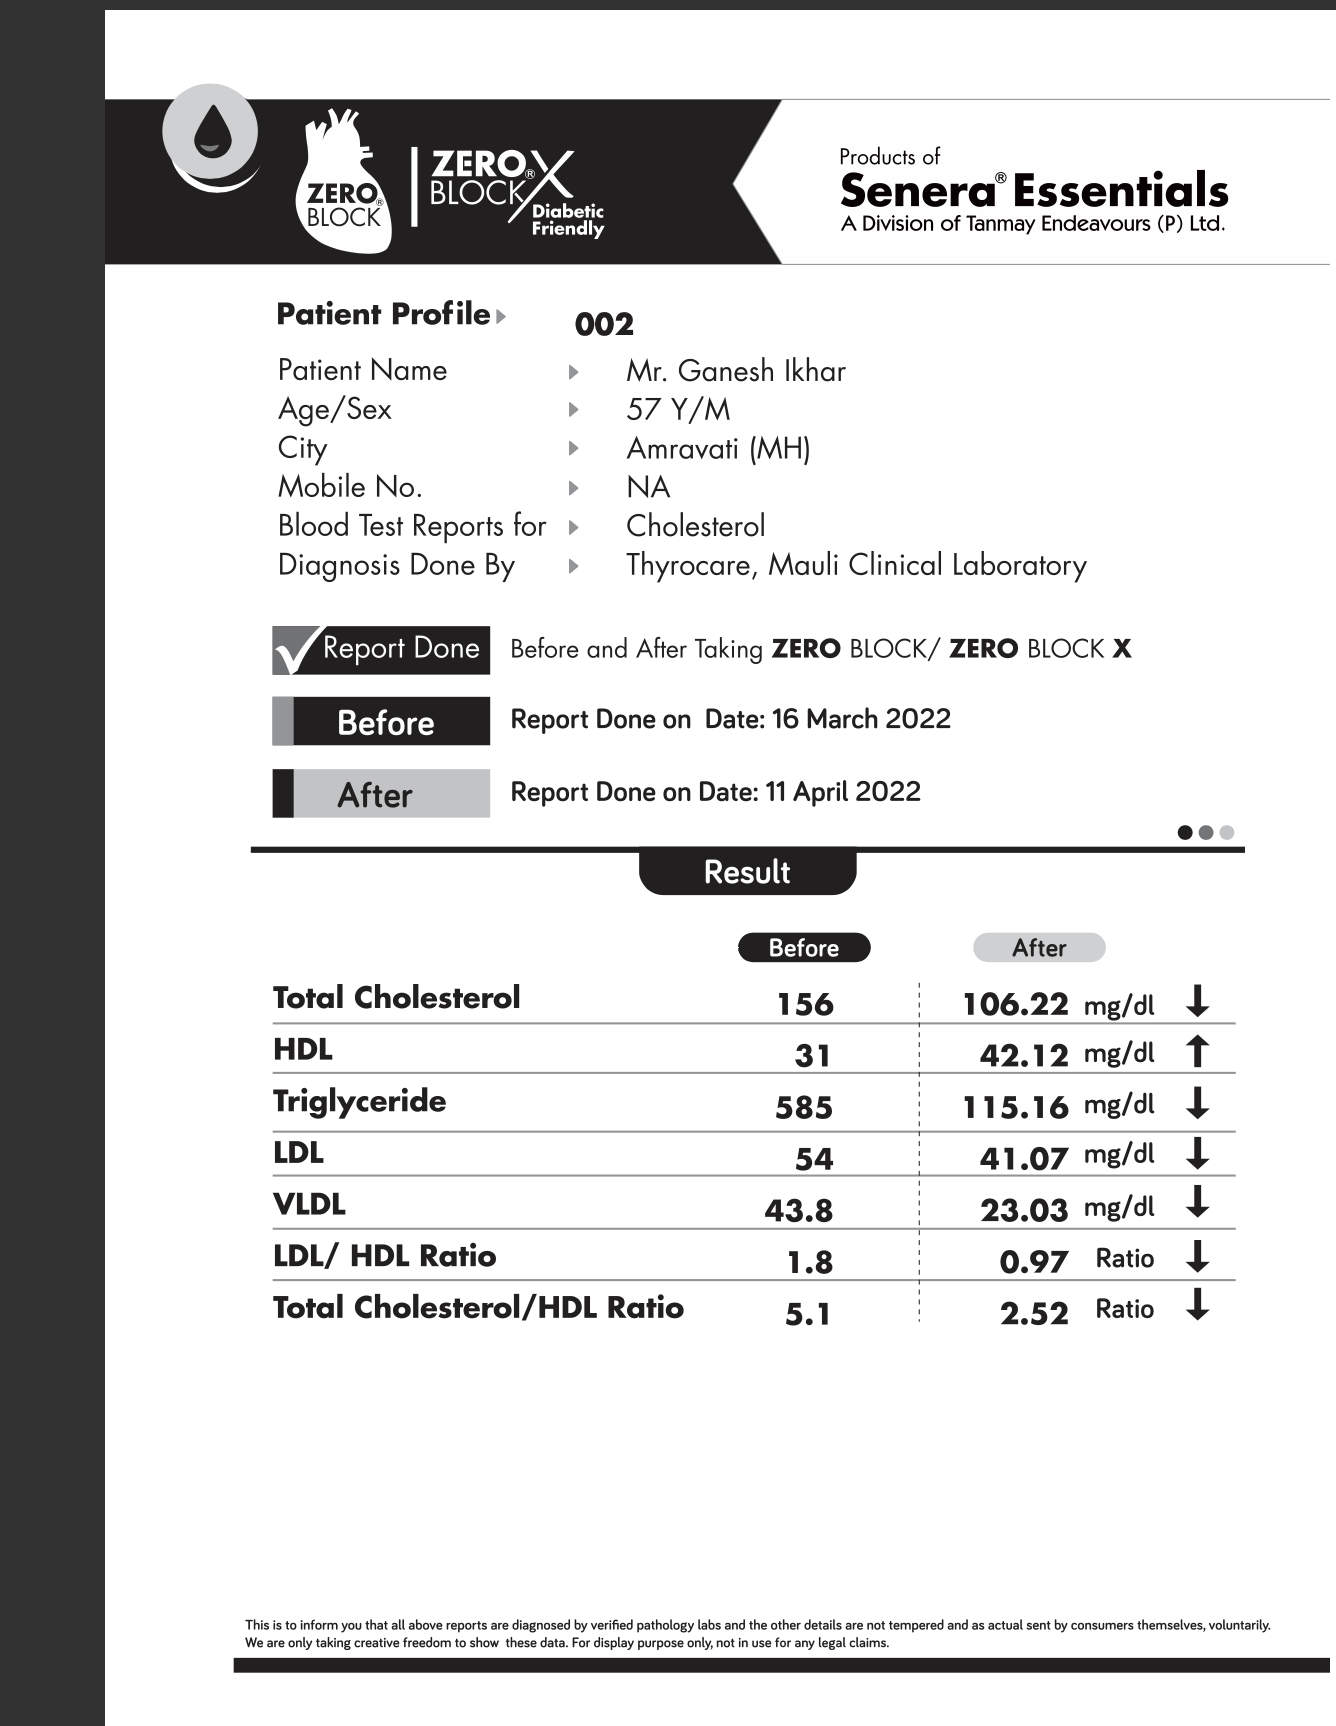 ZERO®
BLOCK
ZERO®
BLOCK X
Diabetic
Friendly
Products of
Senera® Essentials
A Division of Tanmay Endeavours (P) Ltd.
Patient Profile 002
Patient Name Mr. Ganesh Ikhar
Age/Sex 57 Y/M
City Amravati (MH)
Mobile No. NA
Blood Test Reports for Cholesterol
Diagnosis Done By Thyrocare, Mauli Clinical Laboratory
Report Done Before and After Taking ZERO BLOCK/ ZERO BLOCK X
Before Report Done on Date: 16 March 2022
After Report Done on Date: 11 April 2022
Result
Before After
Total Cholesterol 156 106.22 mg/dl ↓
HDL 31 42.12 mg/dl ↑
Triglyceride 585 115.16 mg/dl ↓
LDL 54 41.07 mg/dl ↓
VLDL 43.8 23.03 mg/dl ↓
LDL/ HDL Ratio 1.8 0.97 Ratio ↓
Total Cholesterol/HDL Ratio 5.1 2.52 Ratio ↓
This is to inform you that all above reports are diagnosed by verified pathology labs and the other details are not tempered and as actual sent by consumers themselves, voluntarily.
We are only taking creative freedom to show these data. For display purpose only, not in use for any legal claims.